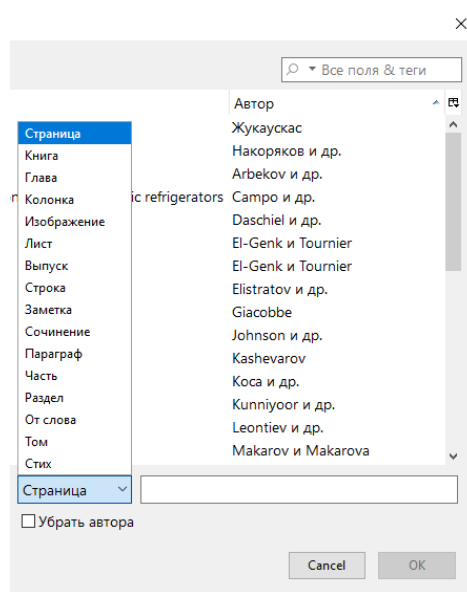 Все поля & теги
Автор
Жукаускас
Накоряков и др.
Arbekov и др.
ic refrigerators Campo и др.
Daschiel и др.
El-Genk и Tournier
El-Genk и Tournier
Elistratov и др.
Giacobbe
Johnson и др.
Kashevarov
Коса и др.
Kunniyoor и др.
Leontiev и др.
Makarov и Makarova
Страница
Книга
Глава
Колонка
Изображение
Лист
Выпуск
Строка
Заметка
Сочинение
Параграф
Часть
Раздел
От слова
Том
Стих
Страница
Убрать автора
Cancel
OK